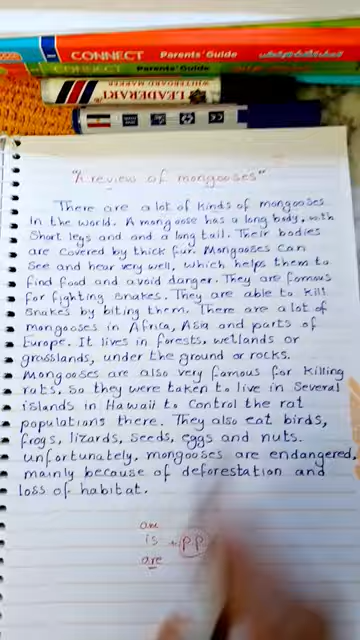 CONNECT Parents' Guide
CONNECT Parents' Guide
LEADERART
WHITEBOARD MARKER
"A review of mongooses"
There are a lot of kinds of mongooses
in the world. A mongoose has a long body, with
short legs and and a long tail. Their bodies
are covered by thick fur. Mongooses can
see and hear very well, which helps them to
find food and avoid danger. They are famous
for fighting snakes. They are able to kill
snakes by biting them. There are a lot of
mongooses in Africa, Asia and parts of
Europe. It lives in forests, wetlands or
grasslands, under the ground or rocks.
Mongooses are also very famous for killing
rats, so they were taken to live in several
islands in Hawaii to control the rat
populations there. They also eat birds,
frogs, lizards, seeds, eggs and nuts.
unfortunately, mongooses are endangered,
mainly because of deforestation and
loss of habitat.
am
is + p.p
are